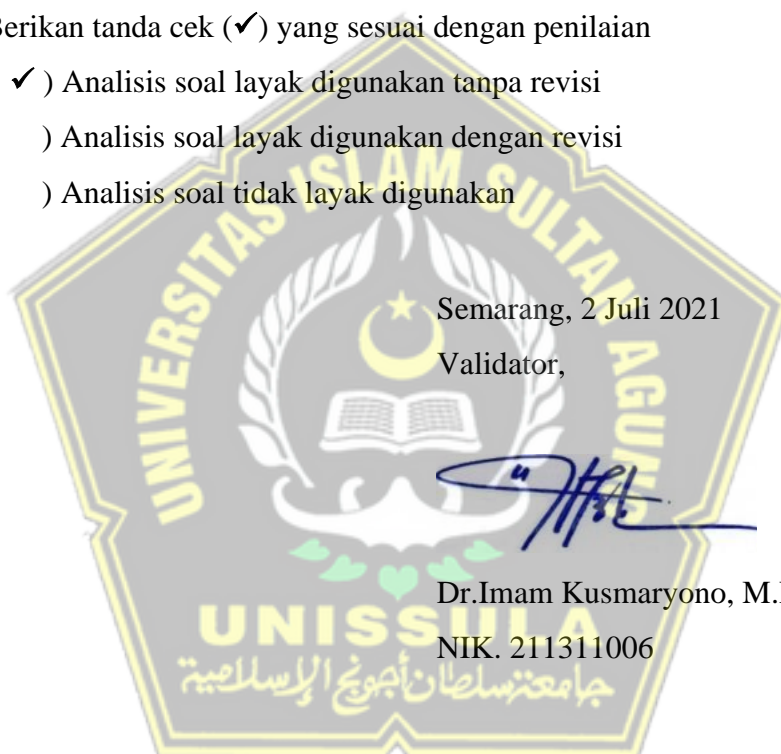 Berikan tanda cek (✔) yang sesuai dengan penilaian
✔ ) Analisis soal layak digunakan tanpa revisi
) Analisis soal layak digunakan dengan revisi
) Analisis soal tidak layak digunakan
UNIVERSITAS ISLAM SULTAN AGUNG
Semarang, 2 Juli 2021
Validator,
Dr.Imam Kusmaryono, M.
NIK. 211311006
UNISSULA
جامعتنسلطان أجونج الإسلامية